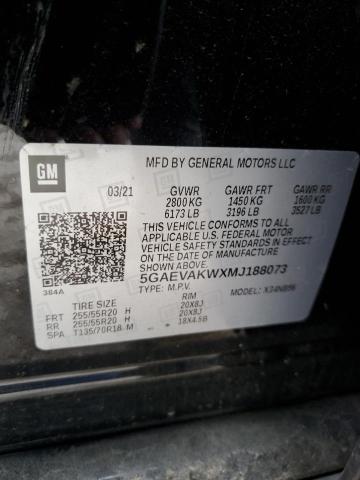 GM
MFD BY GENERAL MOTORS LLC
03/21 GVWR GAWR FRT GAWR RR
2800 KG 1450 KG 1600 KG
6173 LB 3196 LB 3527 LB
THIS VEHICLE CONFORMS TO ALL
APPLICABLE U.S. FEDERAL MOTOR
VEHICLE SAFETY STANDARDS IN EFFECT
ON THE DATE OF MANUFACTURE
SHOWN ABOVE.
5GAEVAKWXMJ188073
384A TYPE: M.P.V. MODEL:
TIRE SIZE RIM
FRT 255/55R20 H 20X8J
RR 255/55R20 H 20X8J
SPA T135/70R18 M 18X4.5B